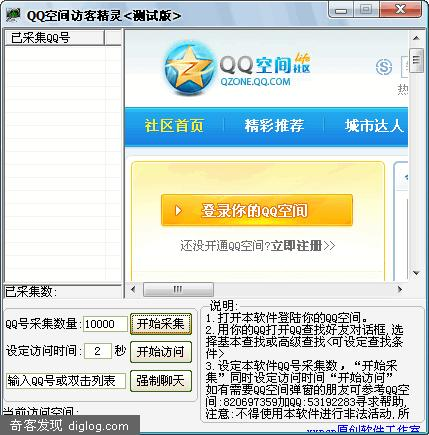 QQ空间访客精灵<测试版>
已采集QQ号
QQ空间 life 社区
QZONE.QQ.COM
社区首页 精彩推荐 城市达人
登录你的QQ空间
还没开通QQ空间?立即注册>>
已采集数:
QQ号采集数量: 10000 开始采集
设定访问时间: 2 秒 开始访问
输入QQ号或双击列表 强制聊天
当前访问空间:
说明:
1.打开本软件登陆你的QQ空间。
2.用你的QQ打开QQ查找好友对话框,选
择基本查找或高级查找<可设定查找
条件>
3.设定本软件QQ号采集数,“开始采
集”同时设定访问时间“开始访问”
如有需要QQ空间弹窗的朋友可参考QQ空
间:820697359加QQ:53192283寻求帮助
注意:不得使用本软件进行非法活动.所
原创软件工作室
奇客发现 diglog.com